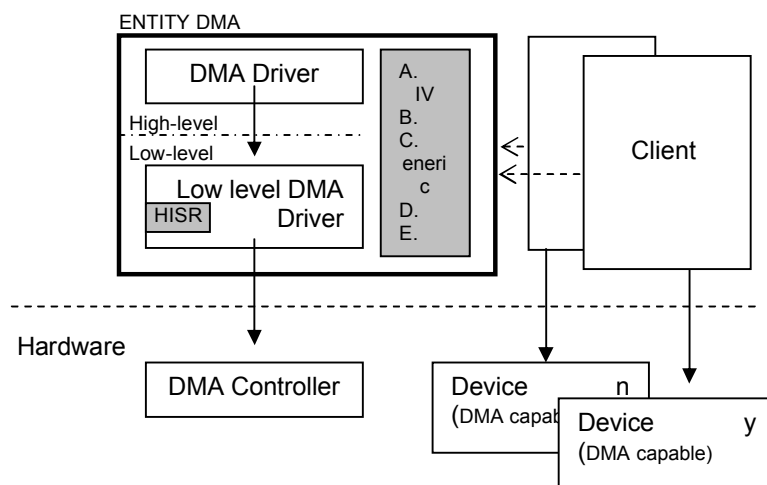 ENTITY DMA
DMA Driver
High-level
Low-level
Low level DMA
Driver
HISR
A.
IV
B.
C.
eneri
c
D.
E.
Client
Hardware
DMA Controller
Device n
(DMA capab
Device y
(DMA capable)